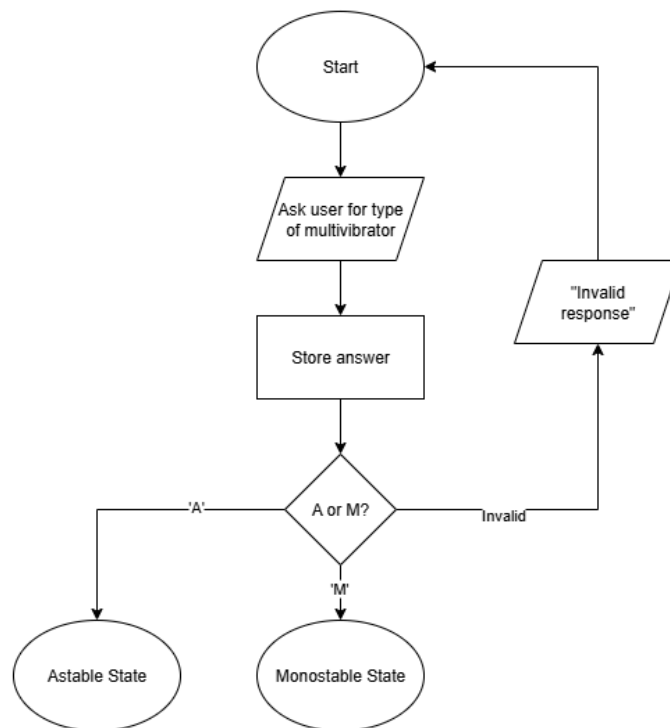 Start
Ask user for type
of multivibrator
"Invalid
response"
Store answer
A or M?
'A'
Invalid
'M'
Astable State
Monostable State